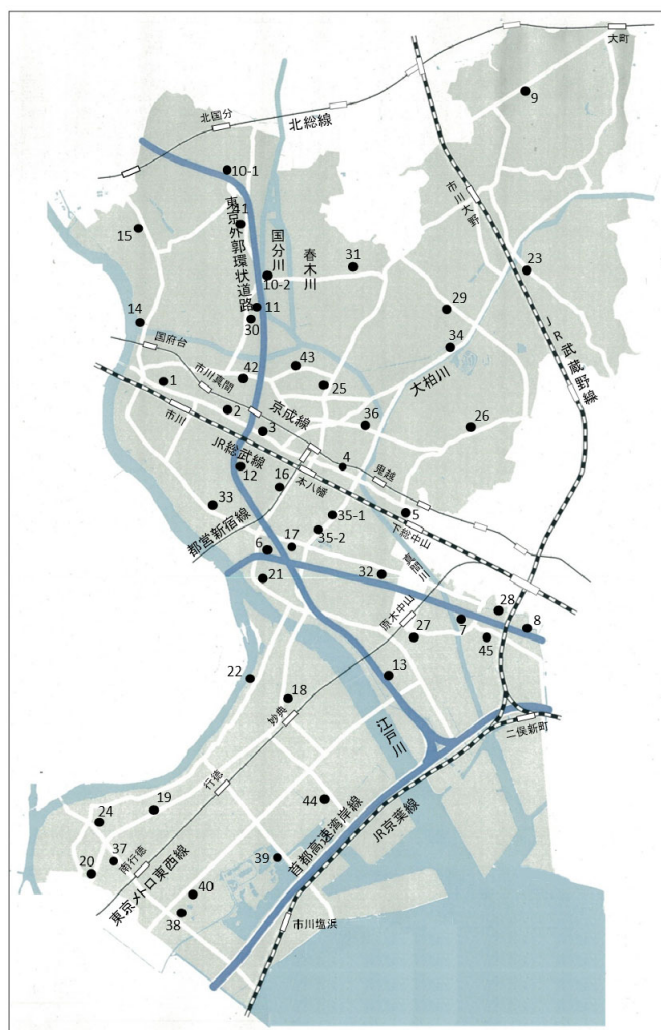 大町
9
北国分
北総線
10-1
41
東京外郭環状道路
国分川
春木川
31
市川大野
23
15
10-2
11
30
29
14
34
JR武蔵野線
国府台
市川真間
42
43
大柏川
1
25
京成線
市川
2
3
36
26
JR総武線
12
4
鬼越
16
本八幡
33
35-1
5
下総中山
都営新宿線
35-2
17
6
真間川
21
32
原木中山
28
7
8
27
45
22
13
18
妙典
江戸川
二俣新町
行徳
19
44
24
首都高速湾岸線
JR京葉線
37
20
南行徳
39
東京メトロ東西線
40
38
市川塩浜